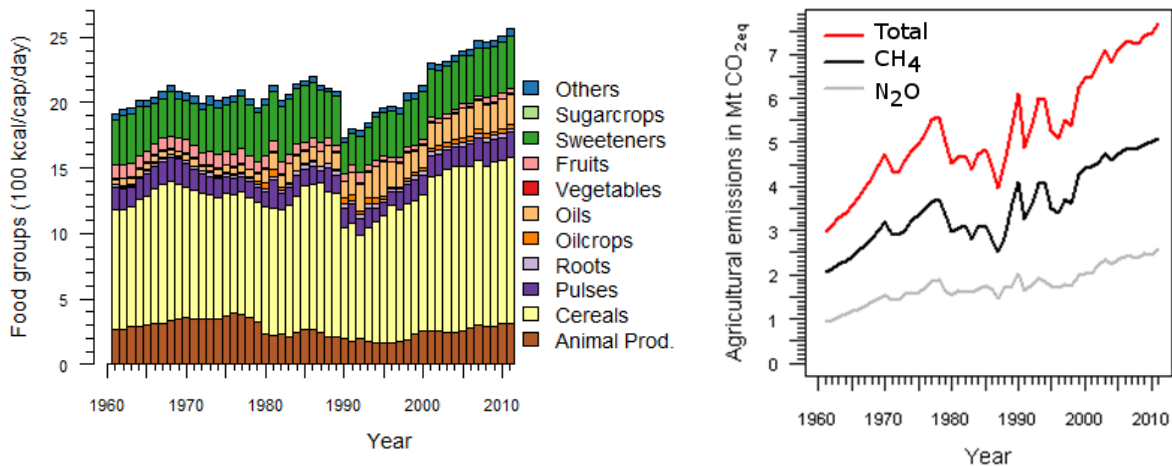 Food groups (100 kcal/cap/day)
25
20
15
10
5
0
1960 1970 1980 1990 2000 2010
Year
Others
Sugarcrops
Sweeteners
Fruits
Vegetables
Oils
Oilcrops
Roots
Pulses
Cereals
Animal Prod.
Agricultural emissions in Mt CO2eq
Total
CH4
N2O
7
6
5
4
3
2
1
0
1960 1970 1980 1990 2000 2010
Year